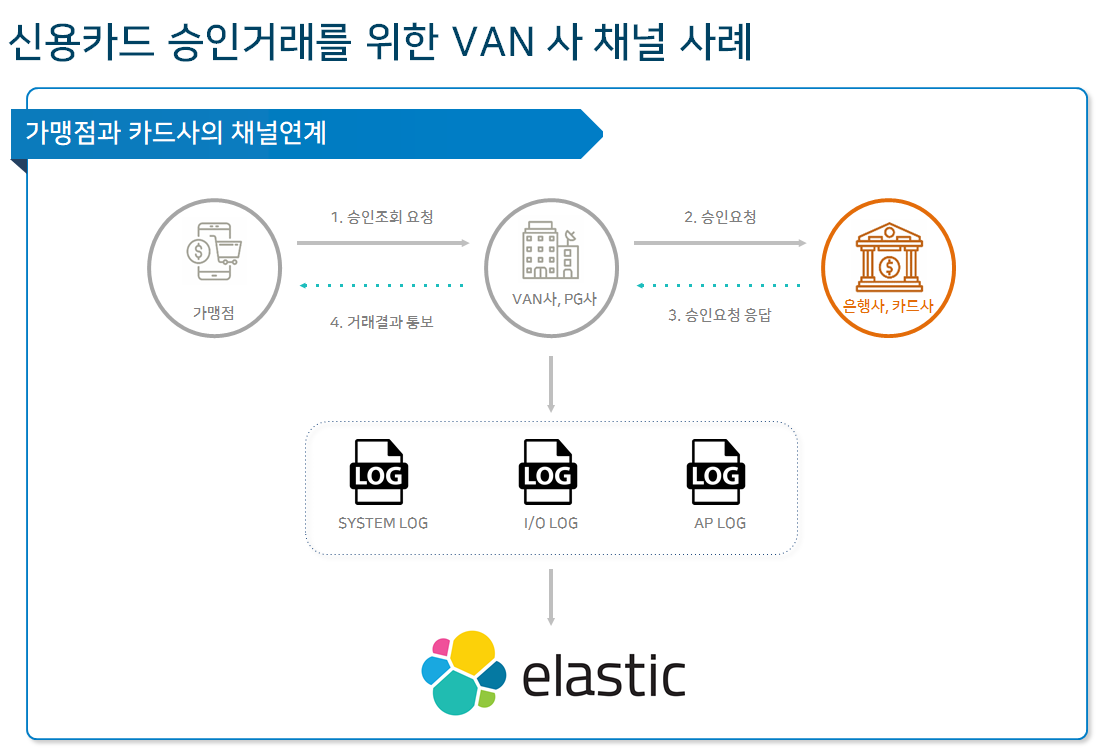 신용카드 승인거래를 위한 VAN 사 채널 사례
가맹점과 카드사의 채널연계
1. 승인조회 요청
2. 승인요청
가맹점
VAN사, PG사
은행사, 카드사
4. 거래결과 통보
3. 승인요청 응답
LOG
LOG
LOG
SYSTEM LOG
I/O LOG
AP LOG
elastic